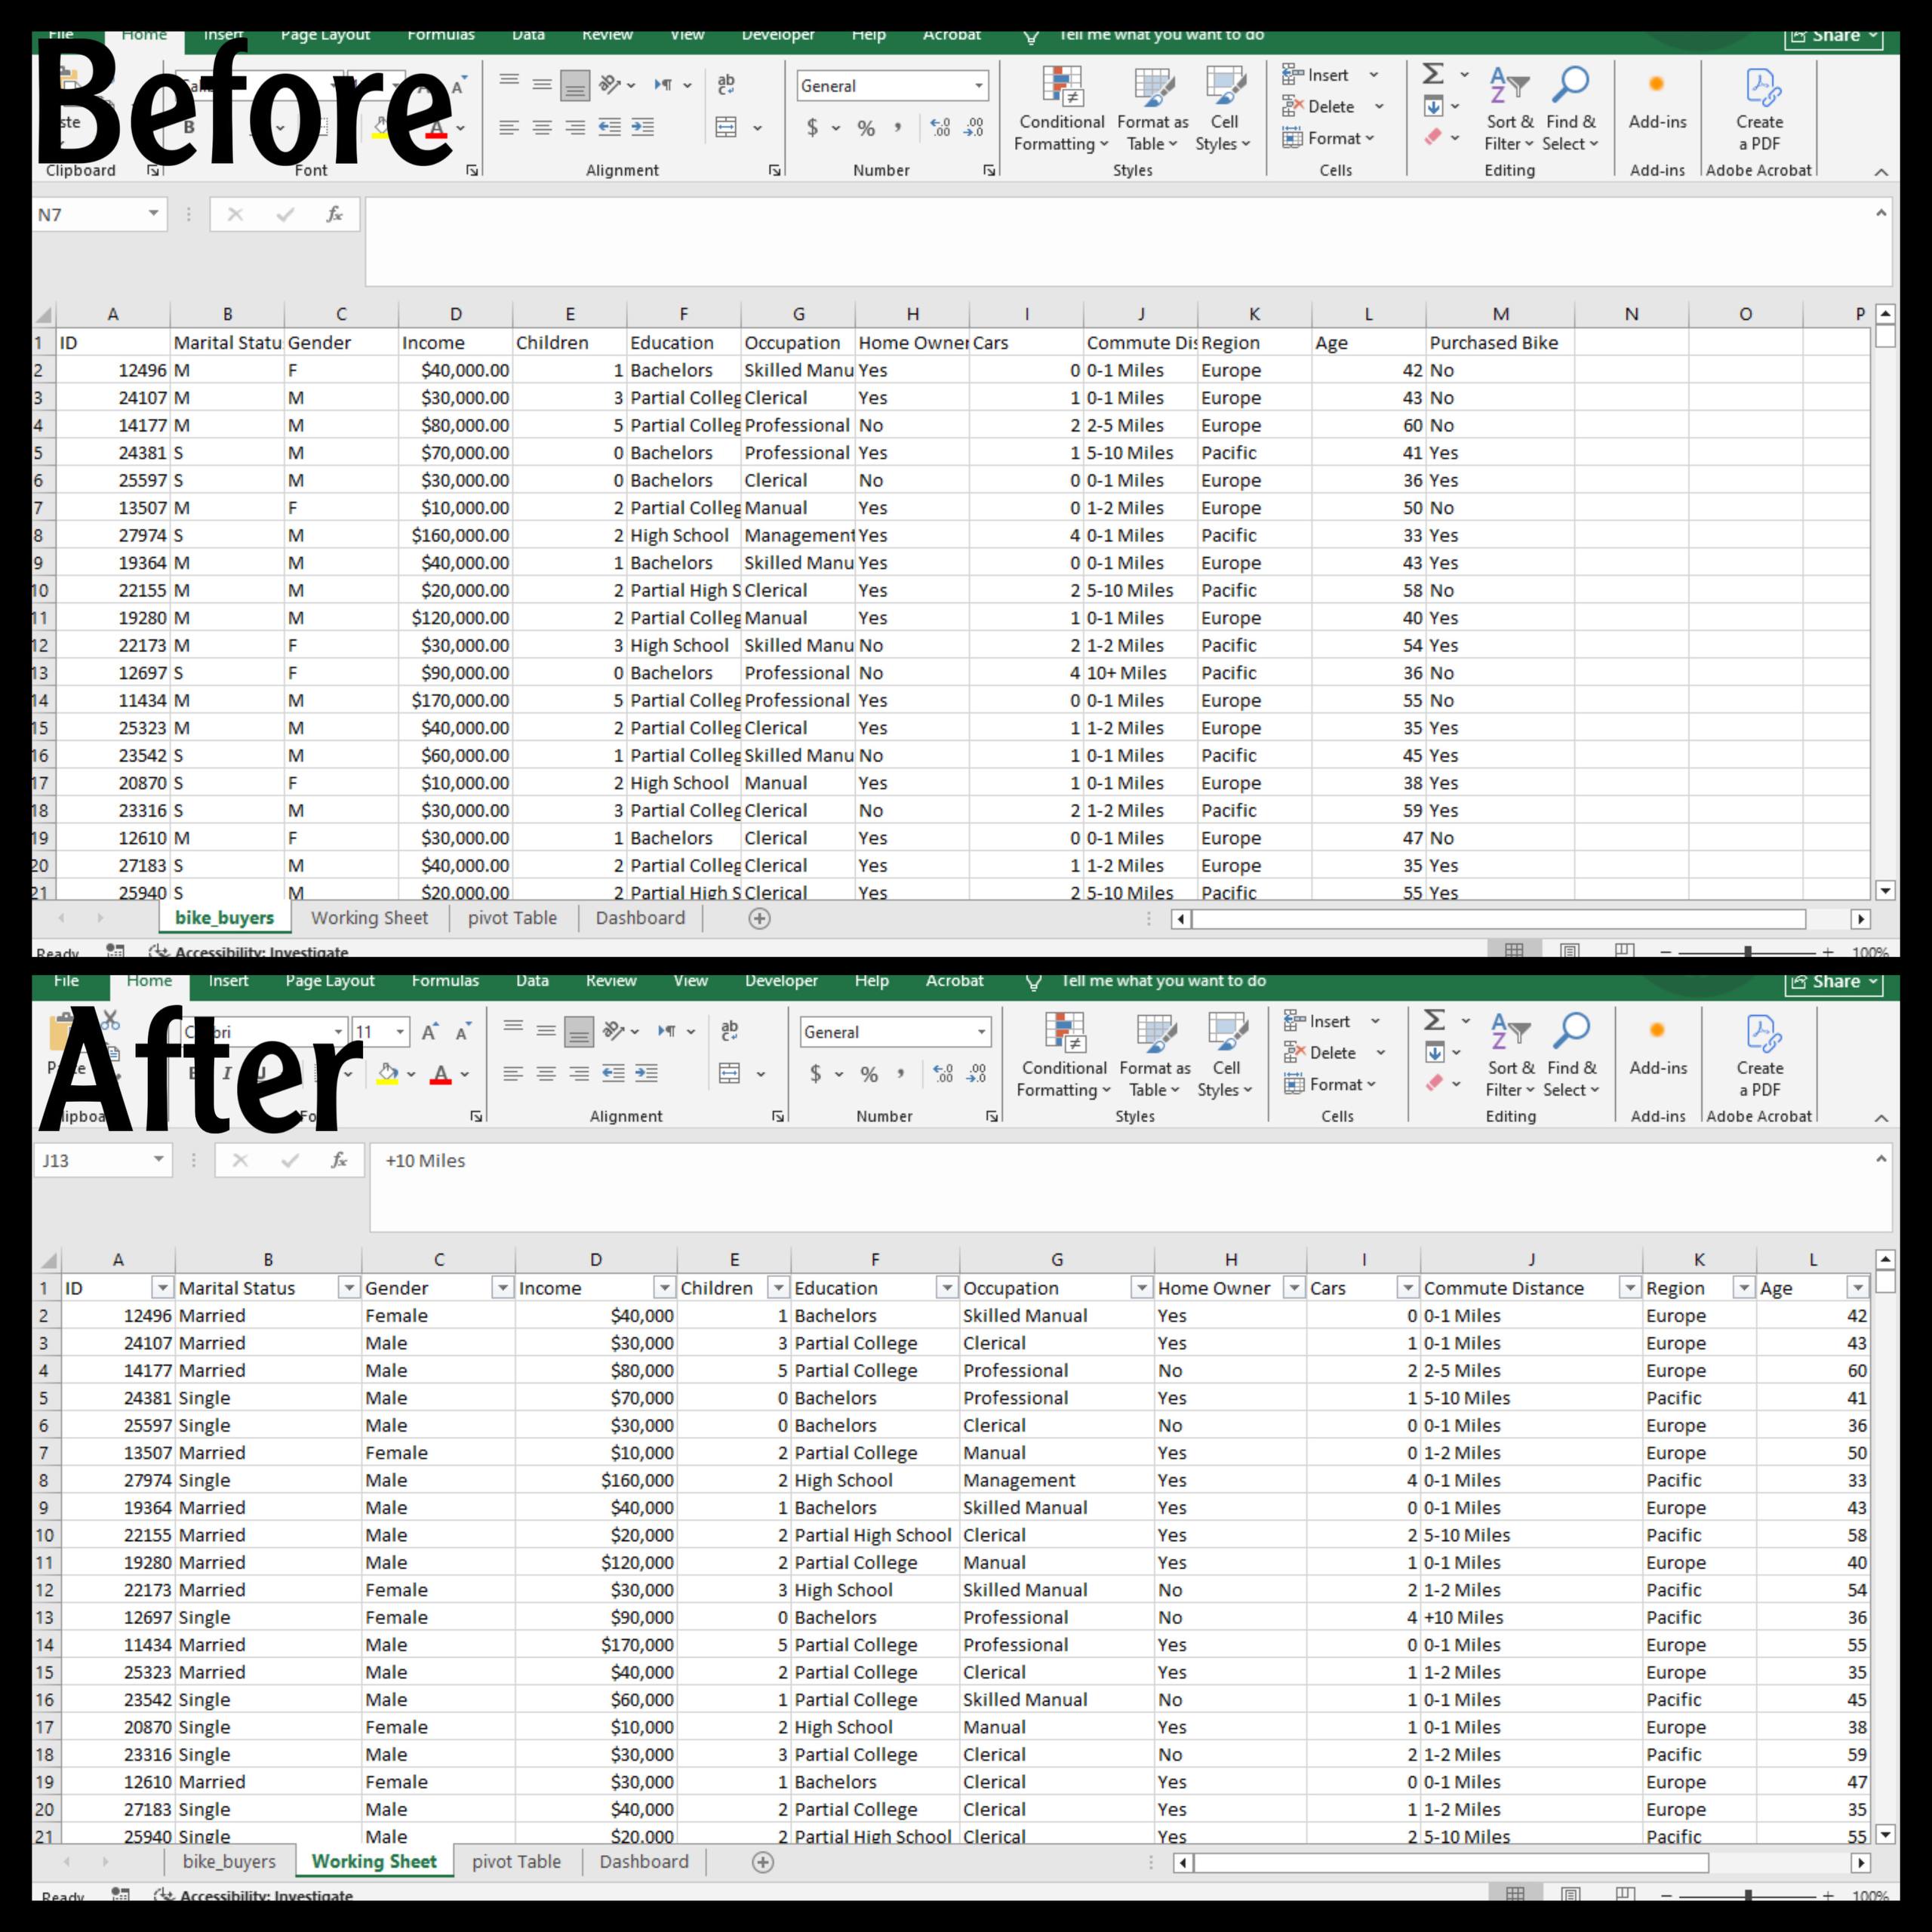 Before
File Home Insert Page Layout Formulas Data Review View Developer Help Acrobat Tell me what you want to do Share
General Insert
Delete
ste B A $ % , Conditional Format as Cell Sort & Find & Add-ins Create
Formatting Table Styles Format Filter Select a PDF
Clipboard Font Alignment Number Styles Cells Editing Add-ins Adobe Acrobat
N7 fx
A B C D E F G H I J K L M N O P
1 ID Marital Statu Gender Income Children Education Occupation Home Owner Cars Commute Dis Region Age Purchased Bike
2 12496 M F $40,000.00 1 Bachelors Skilled Manu Yes 0 0-1 Miles Europe 42 No
3 24107 M M $30,000.00 3 Partial Colleg Clerical Yes 1 0-1 Miles Europe 43 No
4 14177 M M $80,000.00 5 Partial Colleg Professional No 2 2-5 Miles Europe 60 No
5 24381 S M $70,000.00 0 Bachelors Professional Yes 1 5-10 Miles Pacific 41 Yes
6 25597 S M $30,000.00 0 Bachelors Clerical No 0 0-1 Miles Europe 36 Yes
7 13507 M F $10,000.00 2 Partial Colleg Manual Yes 0 1-2 Miles Europe 50 No
8 27974 S M $160,000.00 2 High School Management Yes 4 0-1 Miles Pacific 33 Yes
9 19364 M M $40,000.00 1 Bachelors Skilled Manu Yes 0 0-1 Miles Europe 43 Yes
10 22155 M M $20,000.00 2 Partial High S Clerical Yes 2 5-10 Miles Pacific 58 No
11 19280 M M $120,000.00 2 Partial Colleg Manual Yes 1 0-1 Miles Europe 40 Yes
12 22173 M F $30,000.00 3 High School Skilled Manu No 2 1-2 Miles Pacific 54 Yes
13 12697 S F $90,000.00 0 Bachelors Professional No 4 10+ Miles Pacific 36 No
14 11434 M M $170,000.00 5 Partial Colleg Professional Yes 0 0-1 Miles Europe 55 No
15 25323 M M $40,000.00 2 Partial Colleg Clerical Yes 1 1-2 Miles Europe 35 Yes
16 23542 S M $60,000.00 1 Partial Colleg Skilled Manu No 1 0-1 Miles Pacific 45 Yes
17 20870 S F $10,000.00 2 High School Manual Yes 1 0-1 Miles Europe 38 Yes
18 23316 S M $30,000.00 3 Partial Colleg Clerical No 2 1-2 Miles Pacific 59 Yes
19 12610 M F $30,000.00 1 Bachelors Clerical Yes 0 0-1 Miles Europe 47 No
20 27183 S M $40,000.00 2 Partial Colleg Clerical Yes 1 1-2 Miles Europe 35 Yes
21 25940 S M $20,000.00 2 Partial High S Clerical Yes 2 5-10 Miles Pacific 55 Yes
bike_buyers Working Sheet pivot Table Dashboard
Ready Accessibility: Investigate 100%
After
File Home Insert Page Layout Formulas Data Review View Developer Help Acrobat Tell me what you want to do Share
11 A A General Insert
Delete
I A $ % , Conditional Format as Cell Sort & Find & Add-ins Create
Formatting Table Styles Format Filter Select a PDF
Alignment Number Styles Cells Editing Add-ins Adobe Acrobat
J13 fx +10 Miles
A B C D E F G H I J K L
1 ID Marital Status Gender Income Children Education Occupation Home Owner Cars Commute Distance Region Age
2 12496 Married Female $40,000 1 Bachelors Skilled Manual Yes 0 0-1 Miles Europe 42
3 24107 Married Male $30,000 3 Partial College Clerical Yes 1 0-1 Miles Europe 43
4 14177 Married Male $80,000 5 Partial College Professional No 2 2-5 Miles Europe 60
5 24381 Single Male $70,000 0 Bachelors Professional Yes 1 5-10 Miles Pacific 41
6 25597 Single Male $30,000 0 Bachelors Clerical No 0 0-1 Miles Europe 36
7 13507 Married Female $10,000 2 Partial College Manual Yes 0 1-2 Miles Europe 50
8 27974 Single Male $160,000 2 High School Management Yes 4 0-1 Miles Pacific 33
9 19364 Married Male $40,000 1 Bachelors Skilled Manual Yes 0 0-1 Miles Europe 43
10 22155 Married Male $20,000 2 Partial High School Clerical Yes 2 5-10 Miles Pacific 58
11 19280 Married Male $120,000 2 Partial College Manual Yes 1 0-1 Miles Europe 40
12 22173 Married Female $30,000 3 High School Skilled Manual No 2 1-2 Miles Pacific 54
13 12697 Single Female $90,000 0 Bachelors Professional No 4 +10 Miles Pacific 36
14 11434 Married Male $170,000 5 Partial College Professional Yes 0 0-1 Miles Europe 55
15 25323 Married Male $40,000 2 Partial College Clerical Yes 1 1-2 Miles Europe 35
16 23542 Single Male $60,000 1 Partial College Skilled Manual No 1 0-1 Miles Pacific 45
17 20870 Single Female $10,000 2 High School Manual Yes 1 0-1 Miles Europe 38
18 23316 Single Male $30,000 3 Partial College Clerical No 2 1-2 Miles Pacific 59
19 12610 Married Female $30,000 1 Bachelors Clerical Yes 0 0-1 Miles Europe 47
20 27183 Single Male $40,000 2 Partial College Clerical Yes 1 1-2 Miles Europe 35
21 25940 Single Male $20,000 2 Partial High School Clerical Yes 2 5-10 Miles Pacific 55
bike_buyers Working Sheet pivot Table Dashboard
Ready Accessibility: Investigate 100%